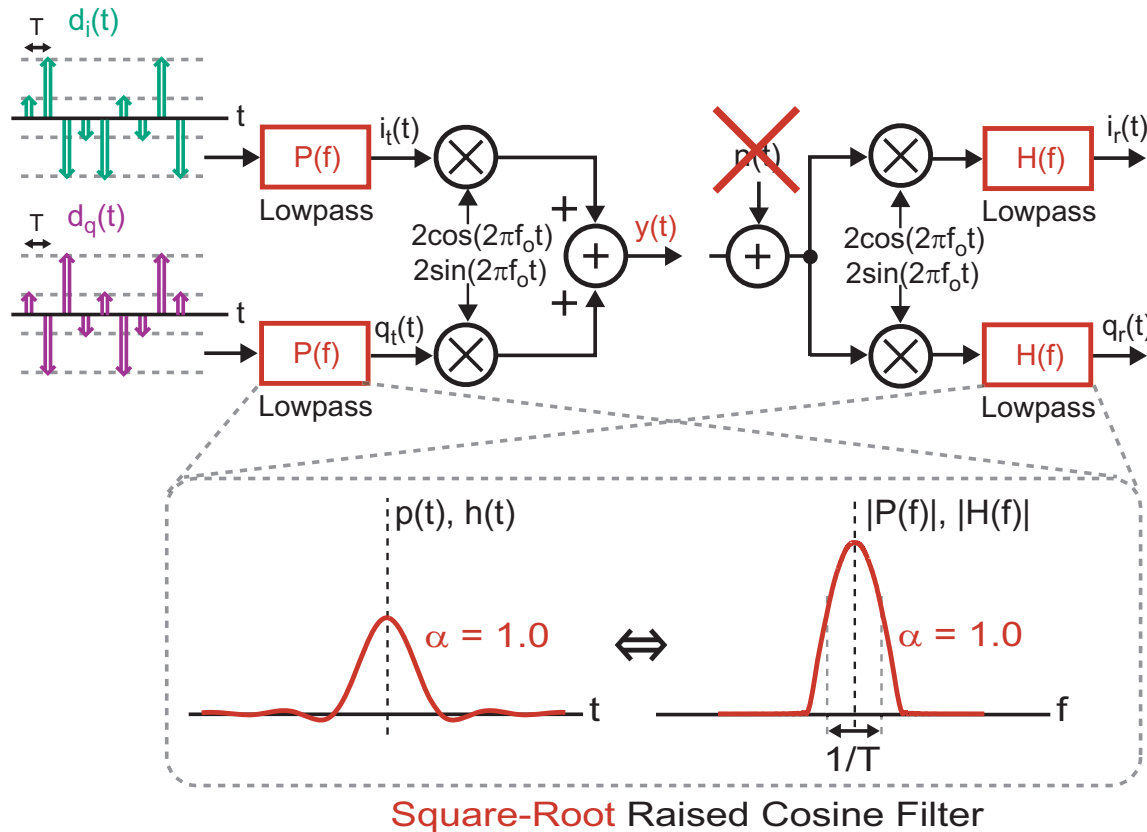 d_i(t)
T
t
P(f)
Lowpass
i_t(t)
2cos(2πf_ot)
2sin(2πf_ot)
d_q(t)
T
t
P(f)
Lowpass
q_t(t)
+
+
+
y(t)
n(t)
+
2cos(2πf_ot)
2sin(2πf_ot)
H(f)
Lowpass
i_r(t)
H(f)
Lowpass
q_r(t)
p(t), h(t)
α = 1.0
t
|P(f)|, |H(f)|
α = 1.0
f
1/T
Square-Root Raised Cosine Filter